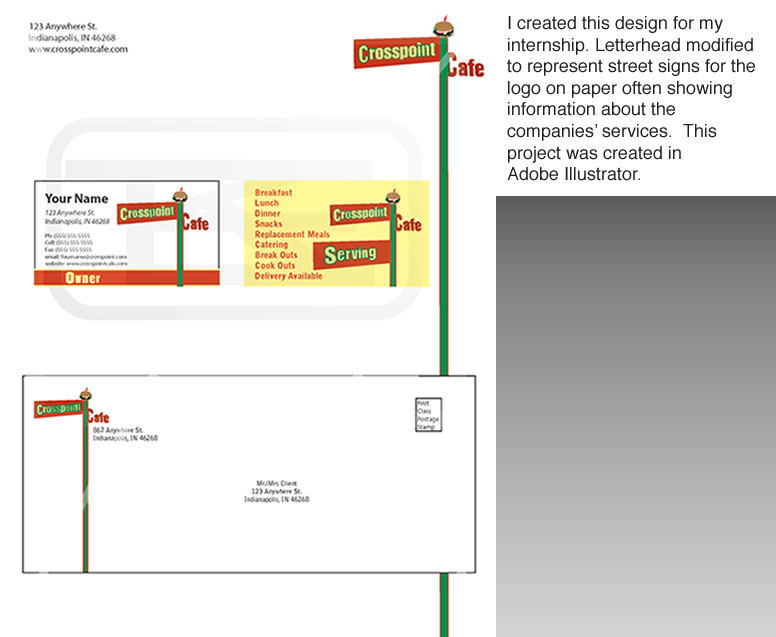 123 Anywhere St.
Indianapolis, IN 46268
www.crosspointcafe.com
Crosspoint
Cafe
I created this design for my
internship. Letterhead modified
to represent street signs for the
logo on paper often showing
information about the
companies’ services.  This
project was created in
Adobe Illustrator.
Your Name
123 Anywhere St.
Indianapolis, IN 46268
Ph: (555) 555-5555
Cell: (555) 555-5555
Fax: (555) 555-5555
email: Yourname@crosspoint.com
website: www.crosspointcafe.com
Crosspoint
Cafe
Owner
Breakfast
Lunch
Dinner
Snacks
Replacement Meals
Catering
Break Outs
Cook Outs
Delivery Available
Crosspoint
Cafe
Serving
Crosspoint
Cafe
867 Anywhere St.
Indianapolis, IN 46268
First
Class
Postage
Stamp
Mr/Mrs Client
123 Anywhere St.
Indianapolis, IN 46268